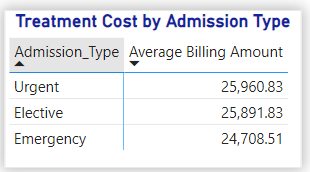 Treatment Cost by Admission Type
Admission_Type Average Billing Amount
Urgent 25,960.83
Elective 25,891.83
Emergency 24,708.51